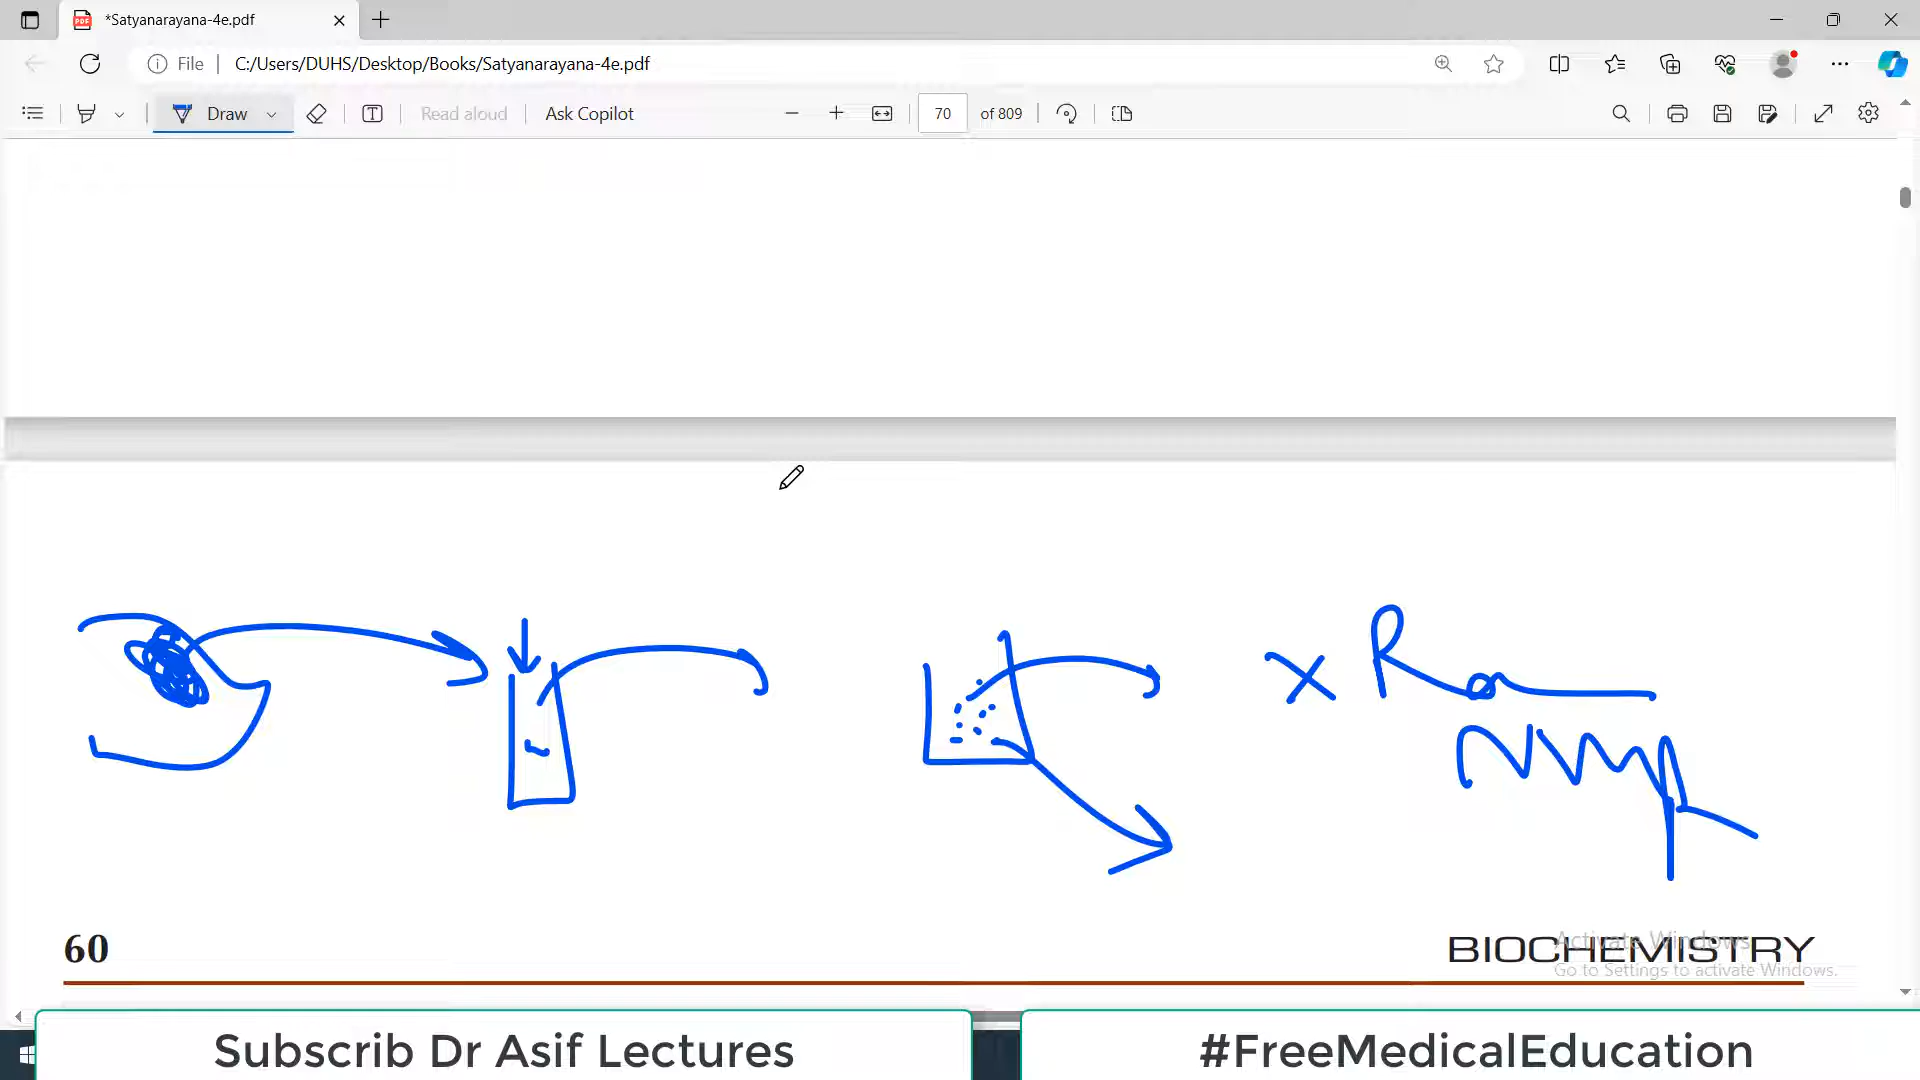 *Satyanarayana-4e.pdf
File C:/Users/DUHS/Desktop/Books/Satyanarayana-4e.pdf
Draw Read aloud Ask Copilot 70 of 809
60 BIOCHEMISTRY
Activate Windows
Go to Settings to activate Windows.
Subscrib Dr Asif Lectures
#FreeMedicalEducation